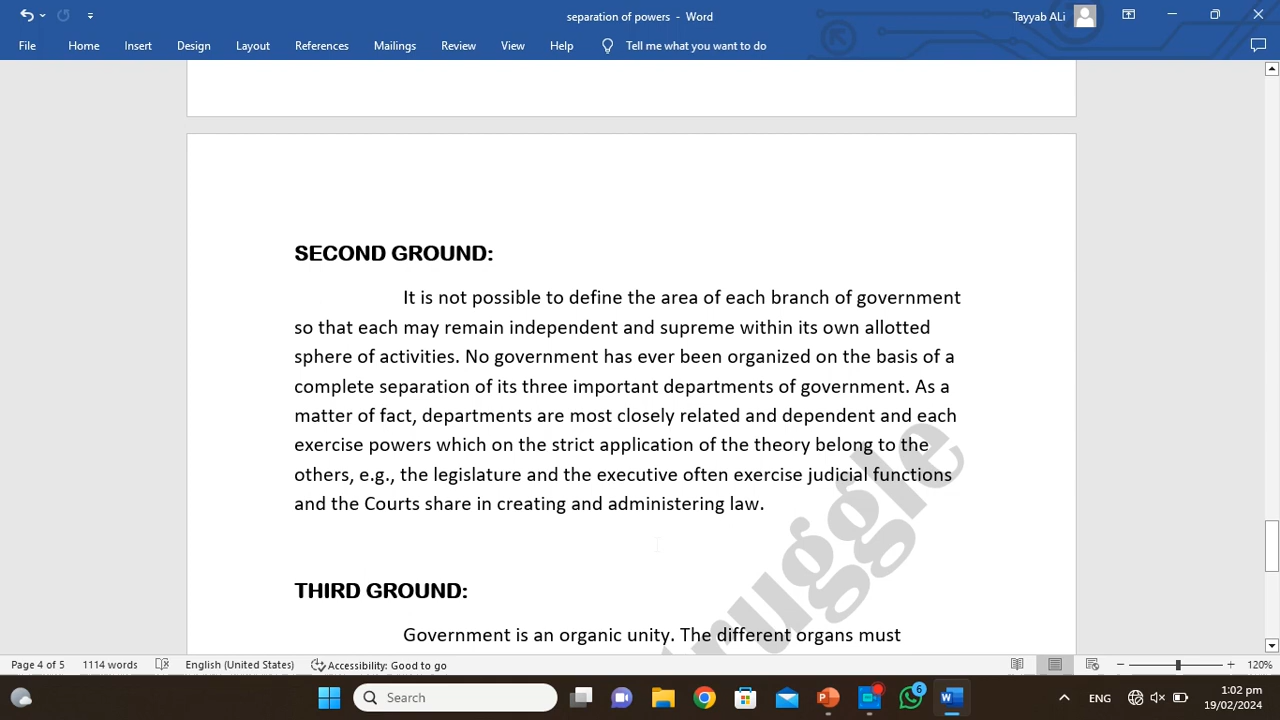 separation of powers - Word
Tayyab ALi
File Home Insert Design Layout References Mailings Review View Help Tell me what you want to do
SECOND GROUND:
It is not possible to define the area of each branch of government
so that each may remain independent and supreme within its own allotted
sphere of activities. No government has ever been organized on the basis of a
complete separation of its three important departments of government. As a
matter of fact, departments are most closely related and dependent and each
exercise powers which on the strict application of the theory belong to the
others, e.g., the legislature and the executive often exercise judicial functions
and the Courts share in creating and administering law.
THIRD GROUND:
Government is an organic unity. The different organs must
ruggle
Page 4 of 5 1114 words English (United States) Accessibility: Good to go 120%
Search 6 ENG 1:02 pm
19/02/2024